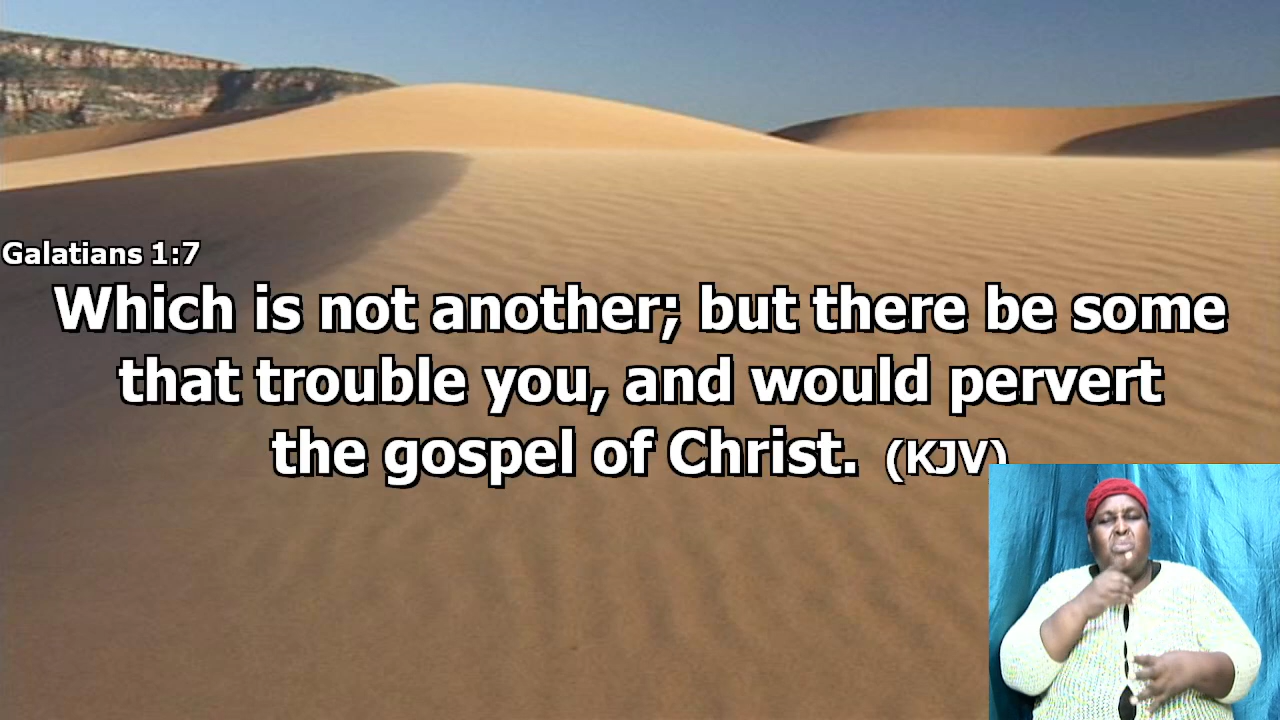 Galatians 1:7
Which is not another; but there be some
that trouble you, and would pervert
the gospel of Christ. (KJV)